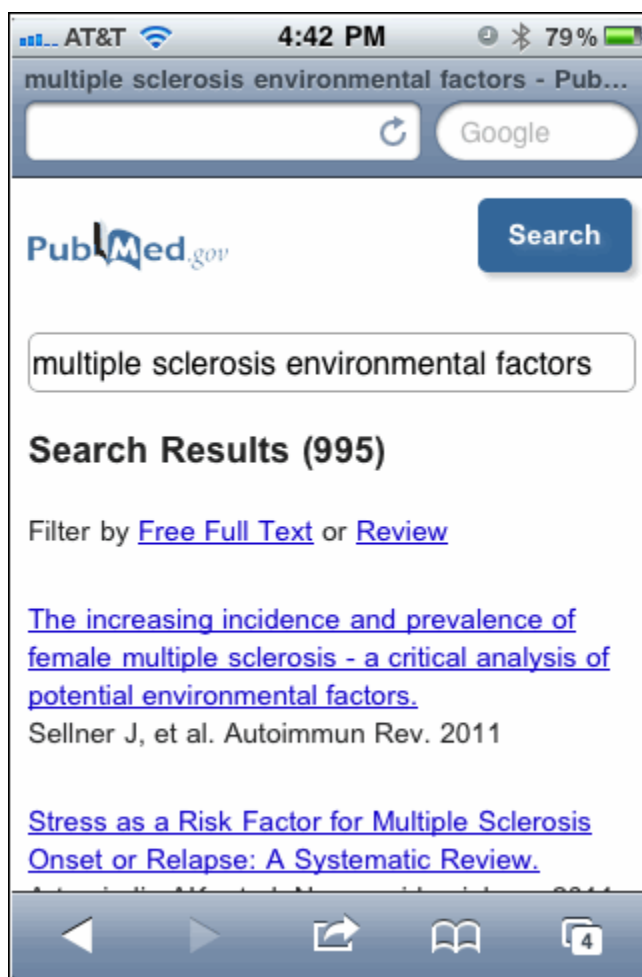 AT&T 4:42 PM 79%
multiple sclerosis environmental factors - Pub...
Google
PubMed.gov Search
multiple sclerosis environmental factors
Search Results (995)
Filter by Free Full Text or Review
The increasing incidence and prevalence of
female multiple sclerosis - a critical analysis of
potential environmental factors.
Sellner J, et al. Autoimmun Rev. 2011
Stress as a Risk Factor for Multiple Sclerosis
Onset or Relapse: A Systematic Review.
4